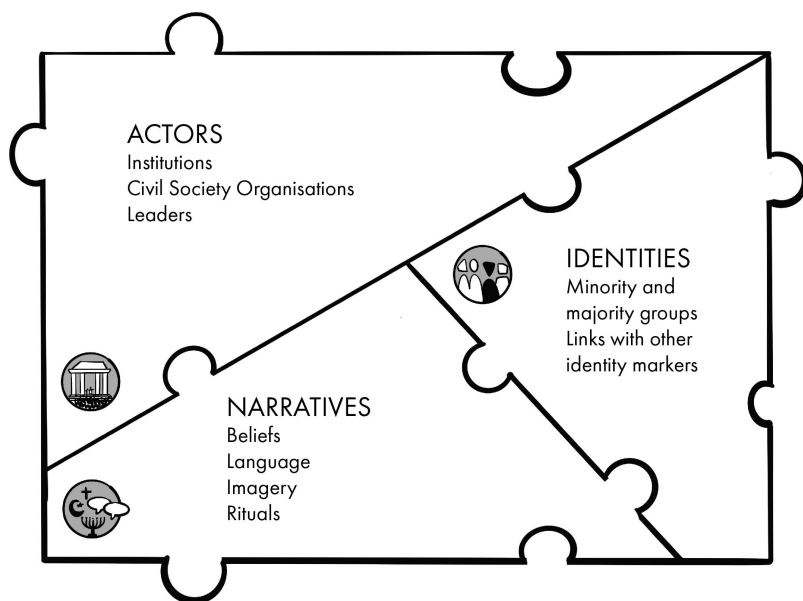 ACTORS
Institutions
Civil Society Organisations
Leaders
IDENTITIES
Minority and
majority groups
Links with other
identity markers
NARRATIVES
Beliefs
Language
Imagery
Rituals